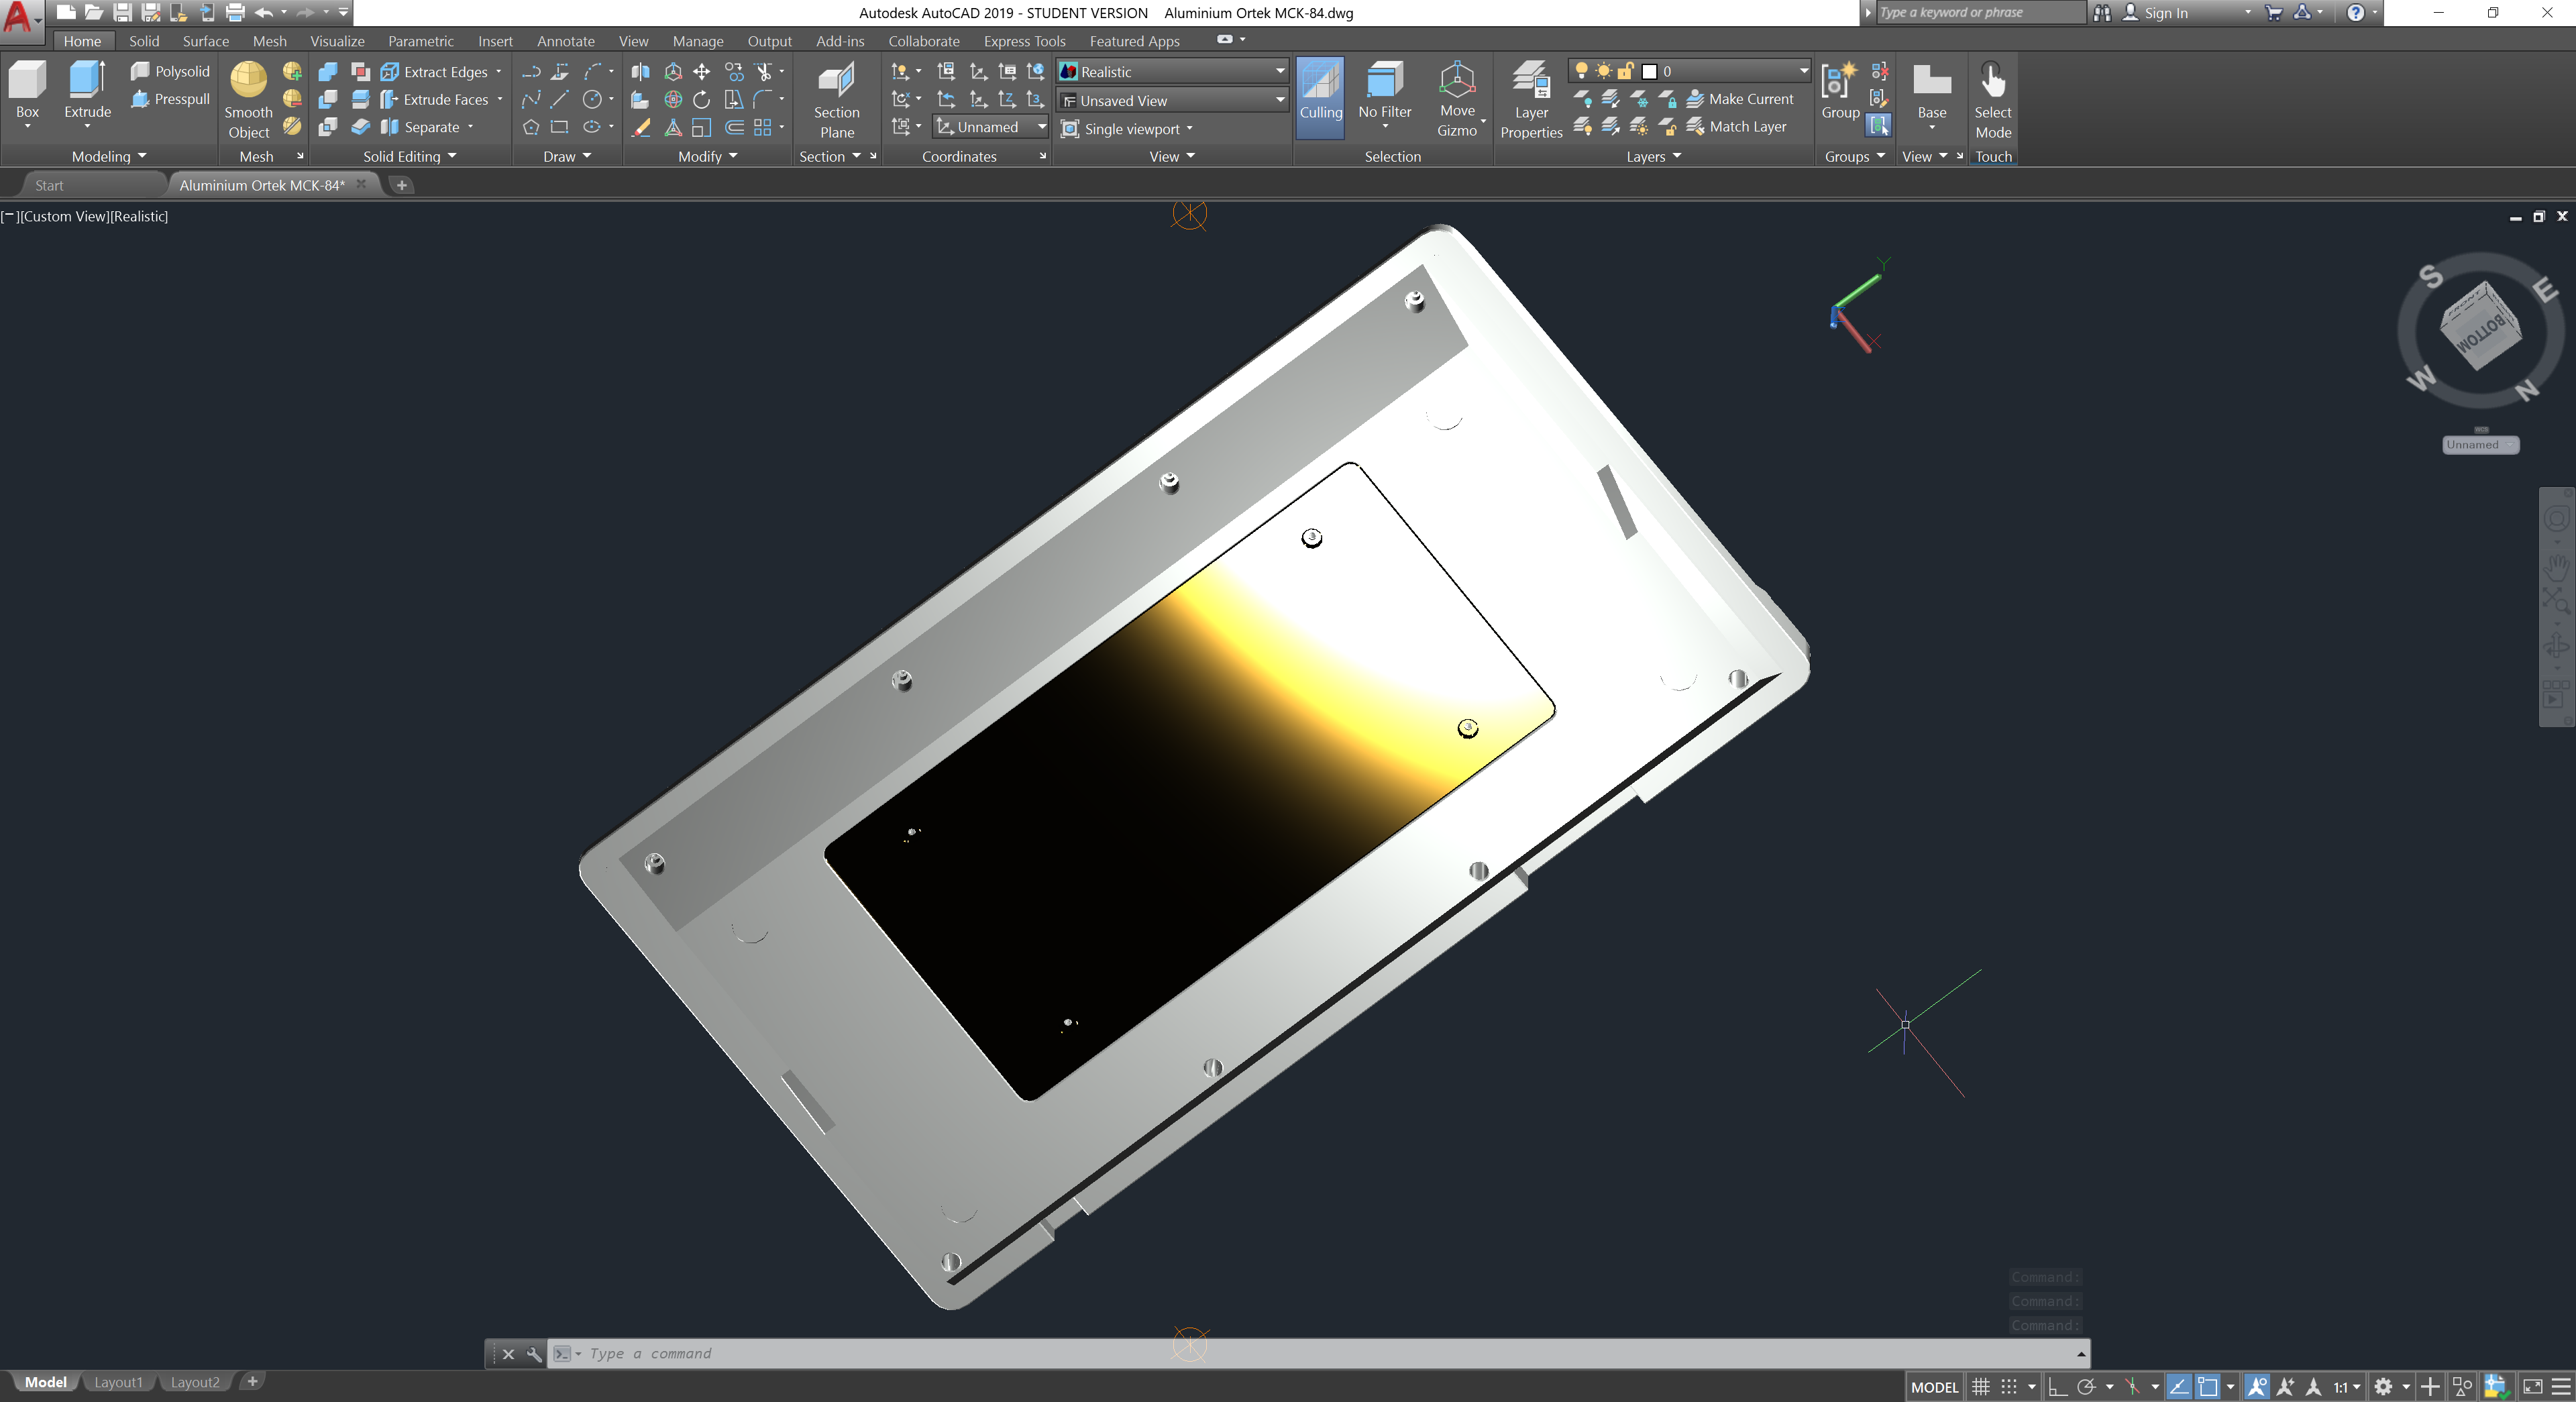 Autodesk AutoCAD 2019 - STUDENT VERSION Aluminium Ortek MCK-84.dwg
Type a keyword or phrase
Sign In
Home Solid Surface Mesh Visualize Parametric Insert Annotate View Manage Output Add-ins Collaborate Express Tools Featured Apps
Polysolid Extract Edges Realistic 0
Box Extrude Presspull Smooth Object Extrude Faces Section Plane Unsaved View Culling No Filter Move Gizmo Layer Properties Make Current Group Base Select Mode
Separate Unnamed Single viewport Match Layer
Modeling Mesh Solid Editing Draw Modify Section Coordinates View Selection Layers Groups View Touch
Start Aluminium Ortek MCK-84* +
[−][Custom View][Realistic]
Y
X
S
E
W
N
FRONT
BOTTOM
WCS
Unnamed
Command:
Command:
Command:
Type a command
Model Layout1 Layout2 +
MODEL 1:1